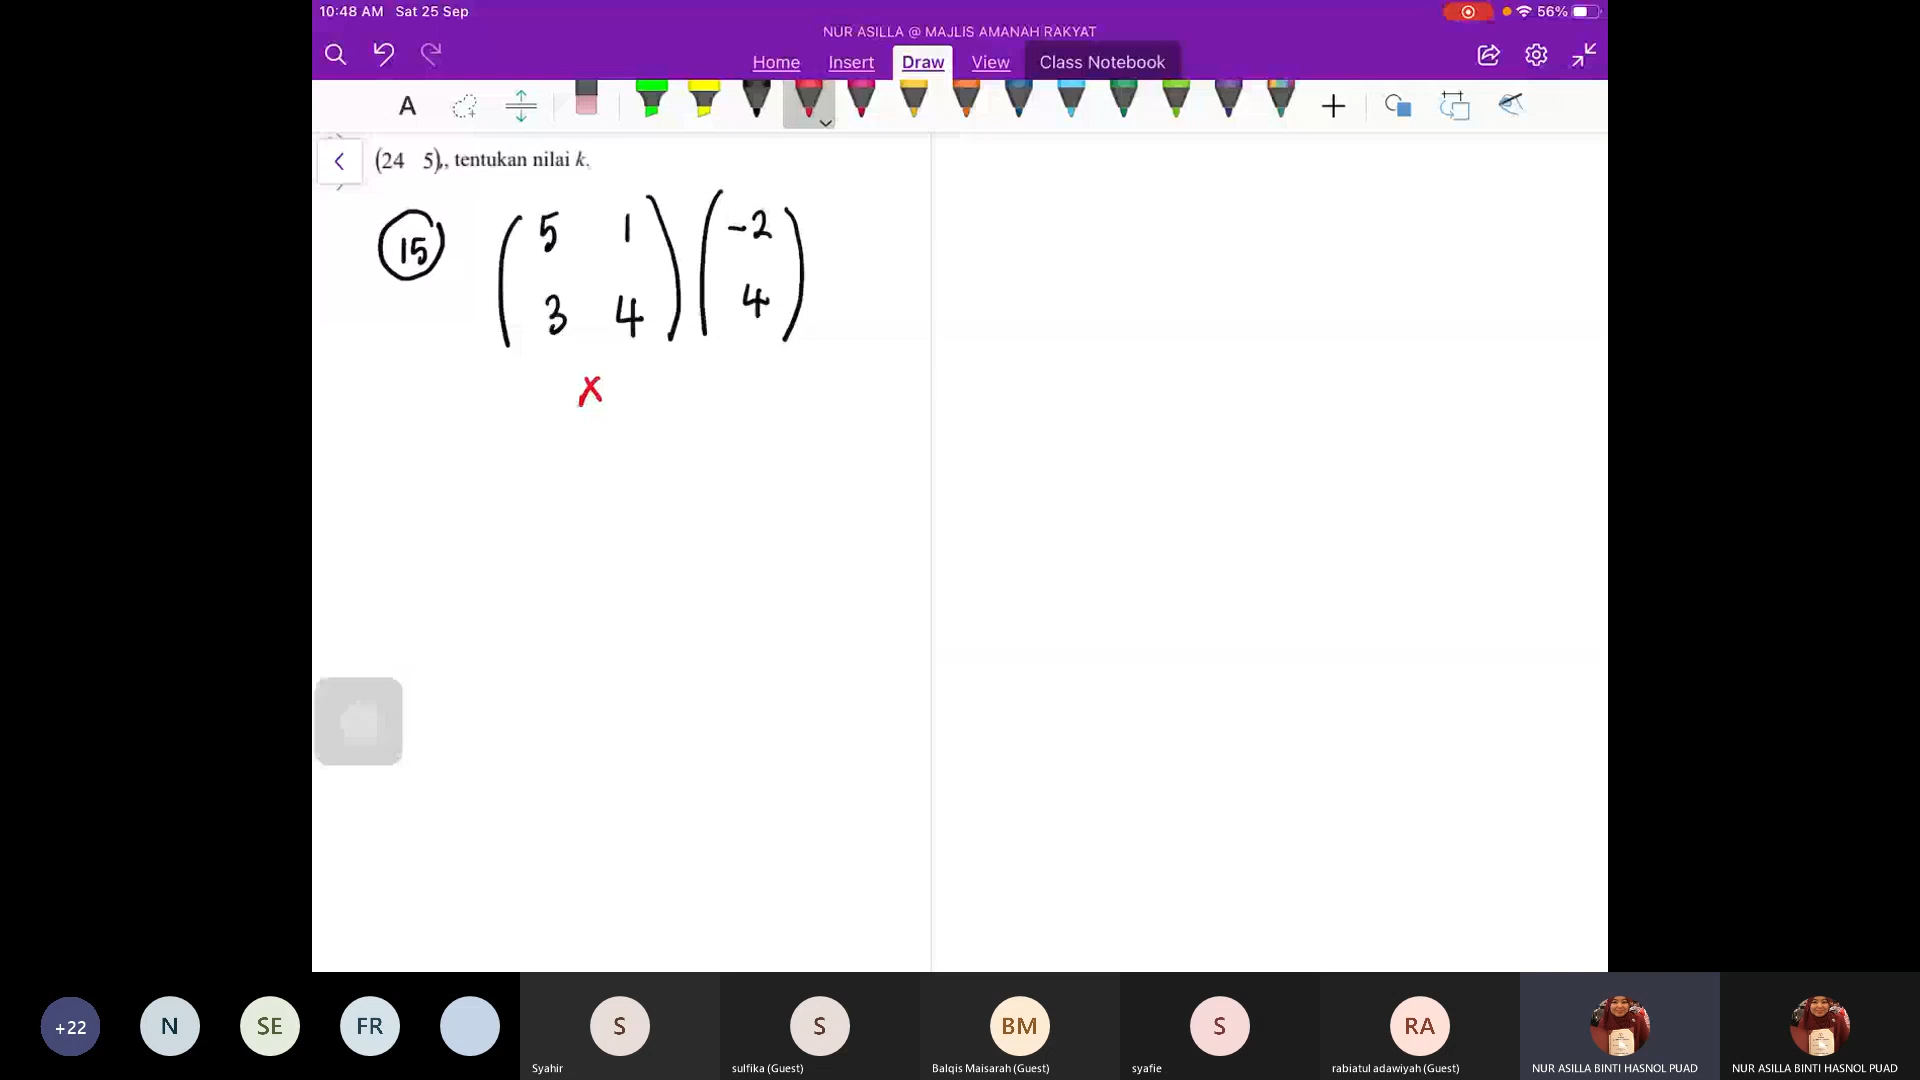 10:48 AM Sat 25 Sep
56%
NUR ASILLA @ MAJLIS AMANAH RAKYAT
Home Insert Draw View Class Notebook
A
(24 5),, tentukan nilai k.
15 ( 5 1 ) ( -2 )
( 3 4 ) ( 4 )
x
+22 N SE FR S S BM S RA
Syahir sulfika (Guest) Balqis Maisarah (Guest) syafie rabiatul adawiyah (Guest) NUR ASILLA BINTI HASNOL PUAD NUR ASILLA BINTI HASNOL PUAD